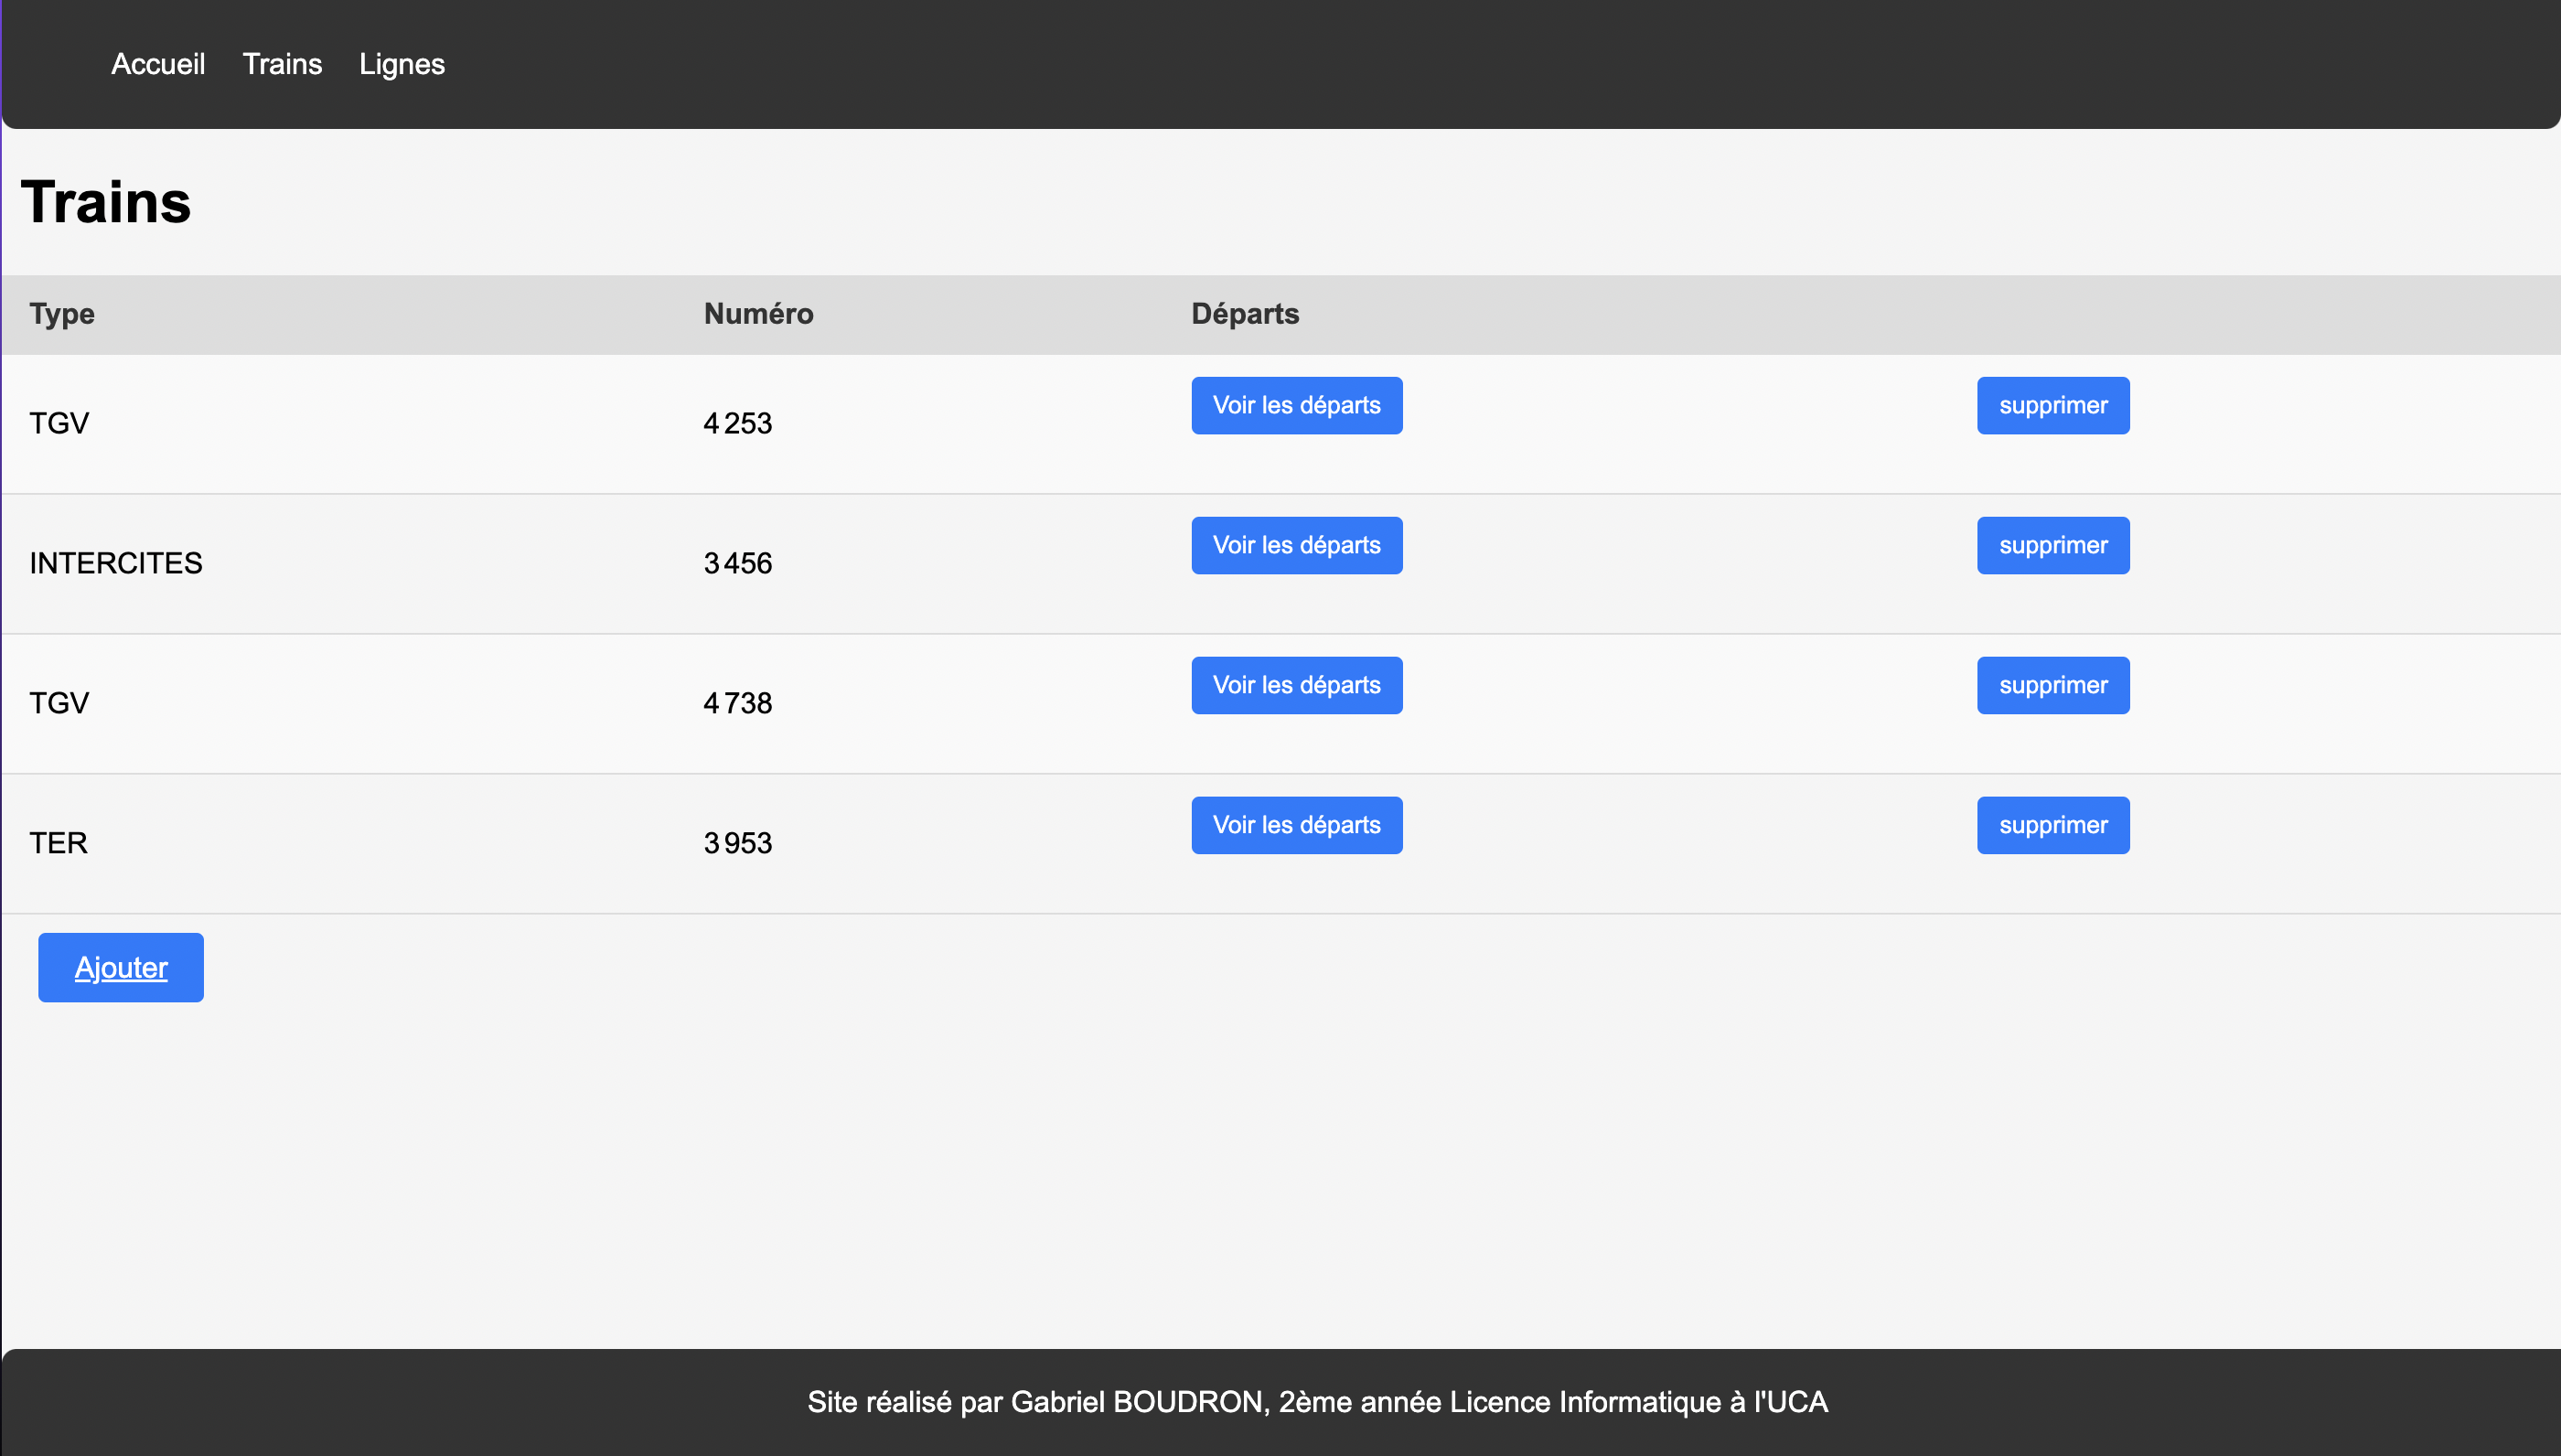 Accueil Trains Lignes
Trains
Type Numéro Départs
TGV 4 253 Voir les départs supprimer
INTERCITES 3 456 Voir les départs supprimer
TGV 4 738 Voir les départs supprimer
TER 3 953 Voir les départs supprimer
Ajouter
Site réalisé par Gabriel BOUDRON, 2ème année Licence Informatique à l'UCA